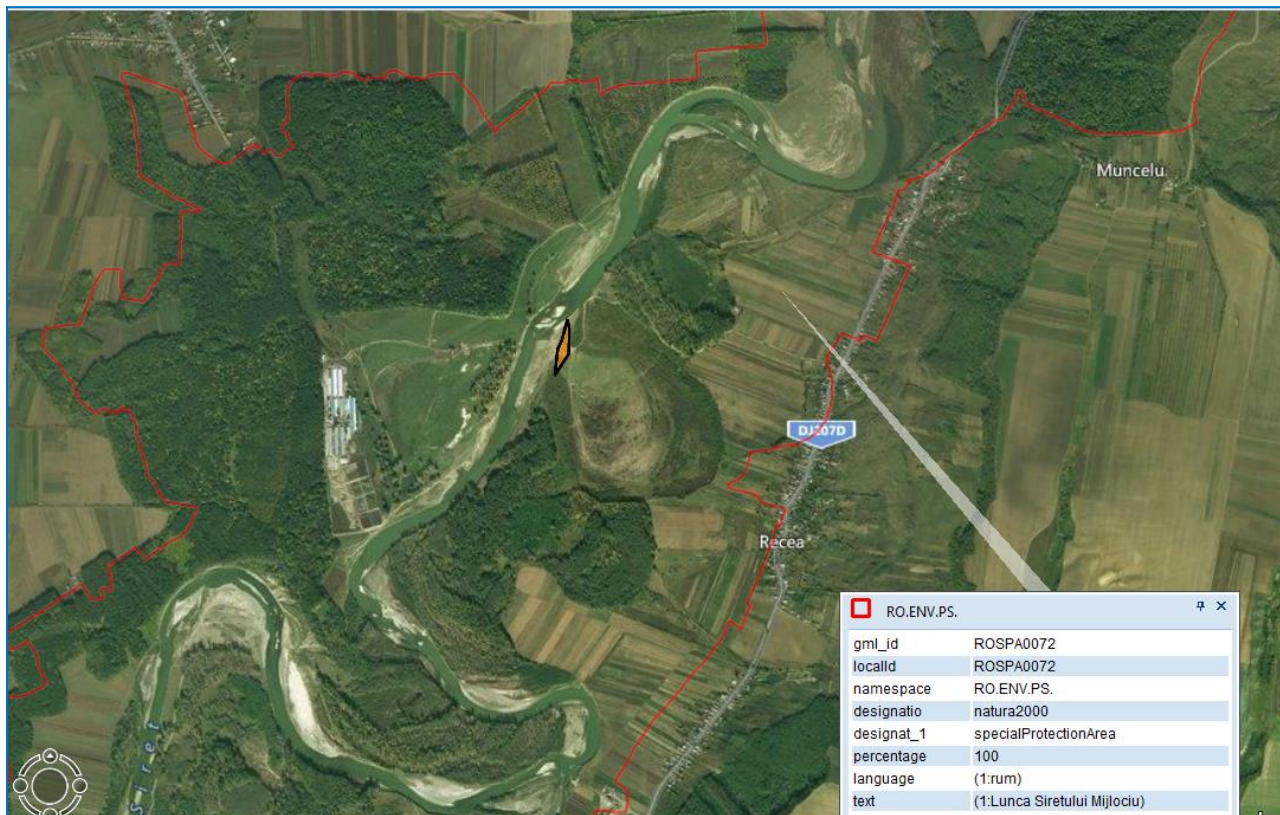 Muncelu
DJ207D
Recea
Siret
RO.ENV.PS.
gml_id ROSPA0072
localId ROSPA0072
namespace RO.ENV.PS.
designatio natura2000
designat_1 specialProtectionArea
percentage 100
language (1:rum)
text (1:Lunca Siretului Mijlociu)